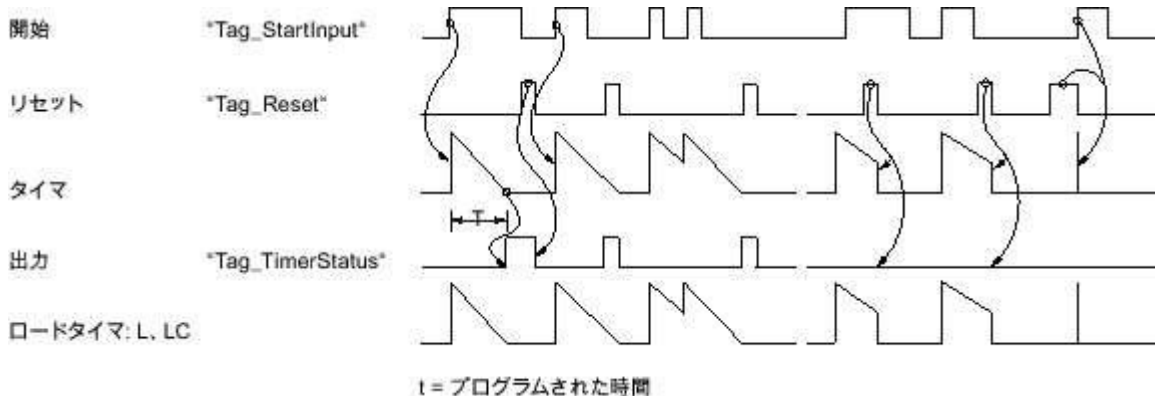 開始 "Tag_StartInput"
リセット "Tag_Reset"
タイマ
T
出力 "Tag_TimerStatus"
ロードタイマ: L、LC
t = プログラムされた時間